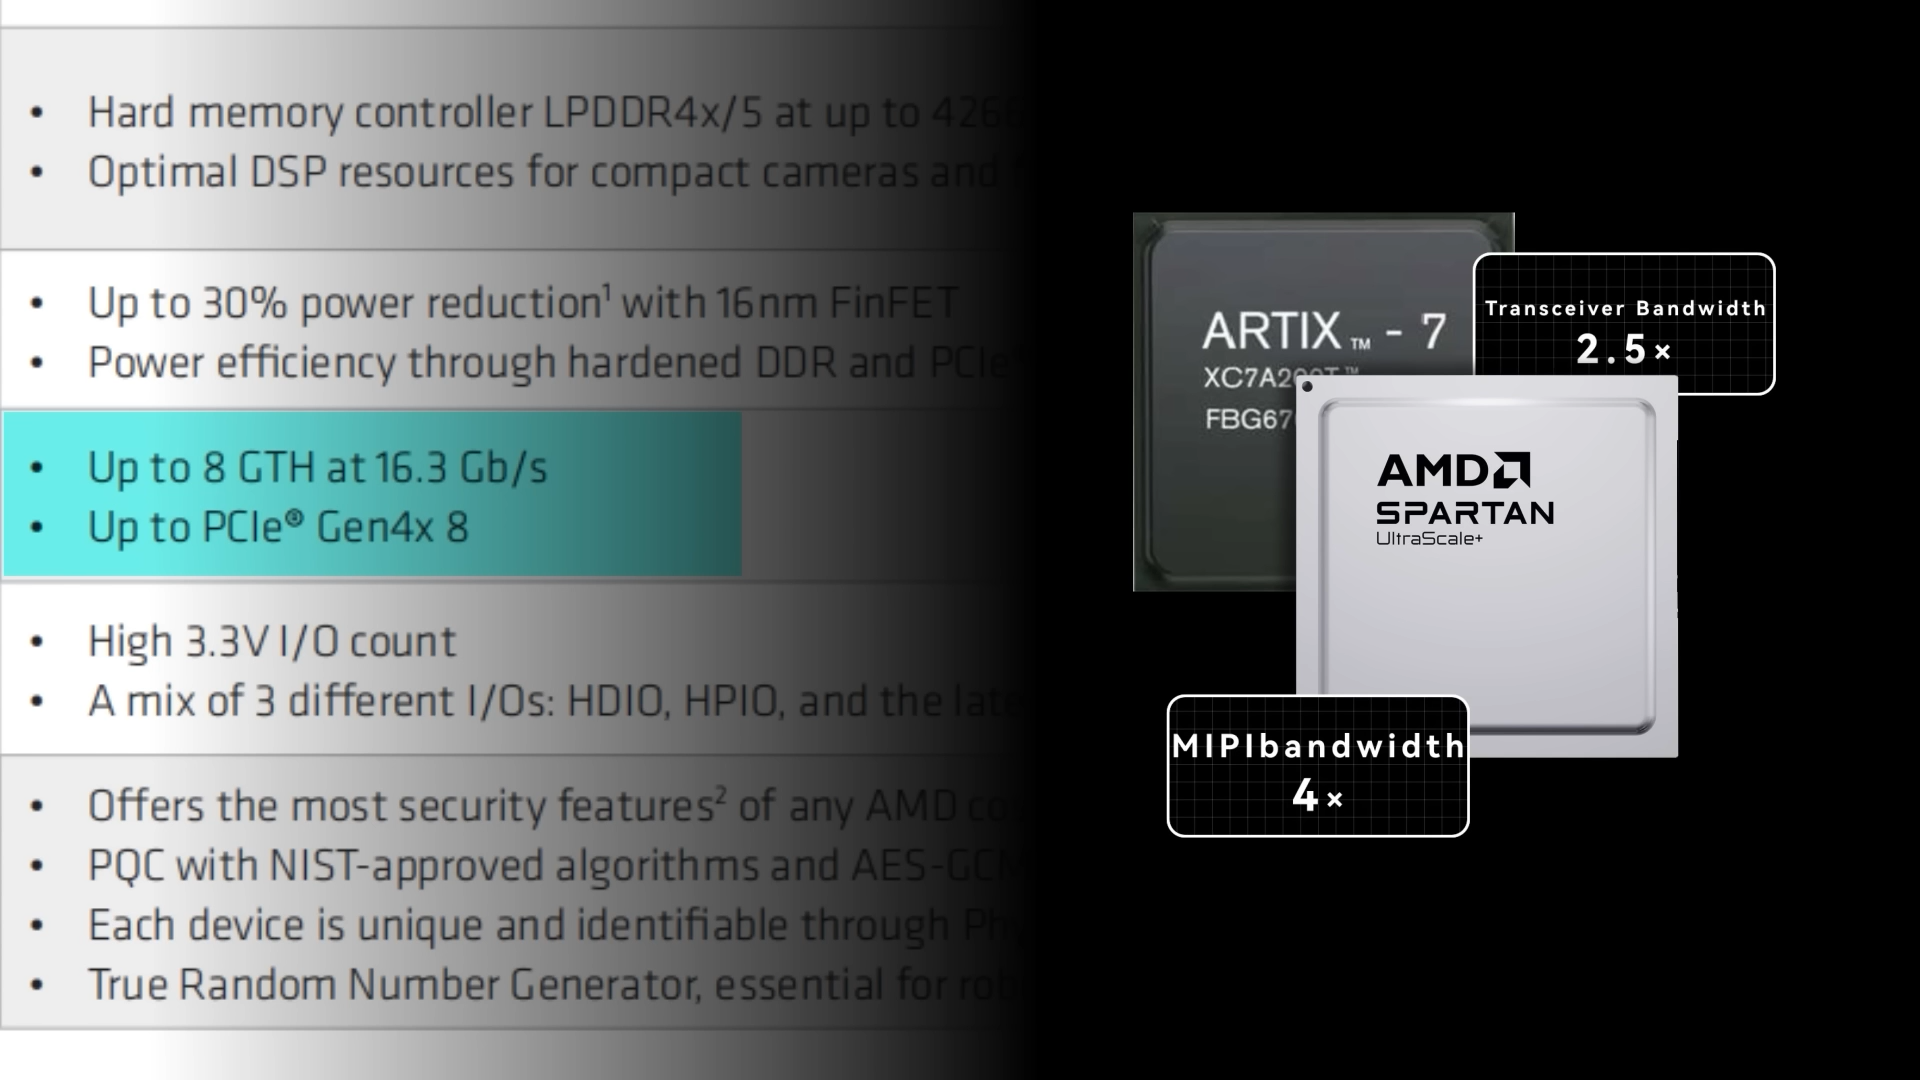 • Hard memory controller LPDDR4x/5 at up to 4266
• Optimal DSP resources for compact cameras and
• Up to 30% power reduction¹ with 16nm FinFET
• Power efficiency through hardened DDR and PCIe®
• Up to 8 GTH at 16.3 Gb/s
• Up to PCIe® Gen4x 8
• High 3.3V I/O count
• A mix of 3 different I/Os: HDIO, HPIO, and the
• Offers the most security features² of any AMD
• PQC with NIST-approved algorithms and AES-GCM
• Each device is unique and identifiable through
• True Random Number Generator, essential for
ARTIX™ - 7
Transceiver Bandwidth
2.5×
AMD
SPARTAN
UltraScale+
MIPIbandwidth
4×